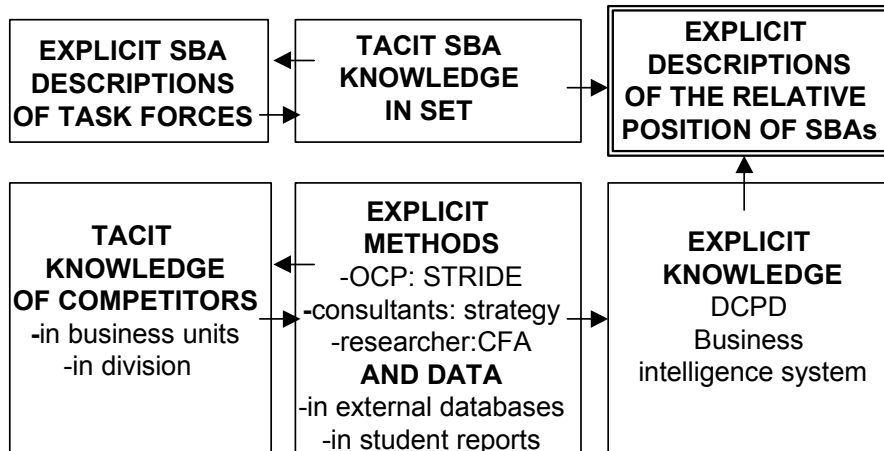 EXPLICIT SBA
DESCRIPTIONS
OF TASK FORCES
TACIT SBA
KNOWLEDGE
IN SET
EXPLICIT
DESCRIPTIONS
OF THE RELATIVE
POSITION OF SBAs
TACIT
KNOWLEDGE
OF COMPETITORS
-in business units
-in division
EXPLICIT
METHODS
-OCP: STRIDE
-consultants: strategy
-researcher:CFA
AND DATA
-in external databases
-in student reports
EXPLICIT
KNOWLEDGE
DCPD
Business
intelligence system